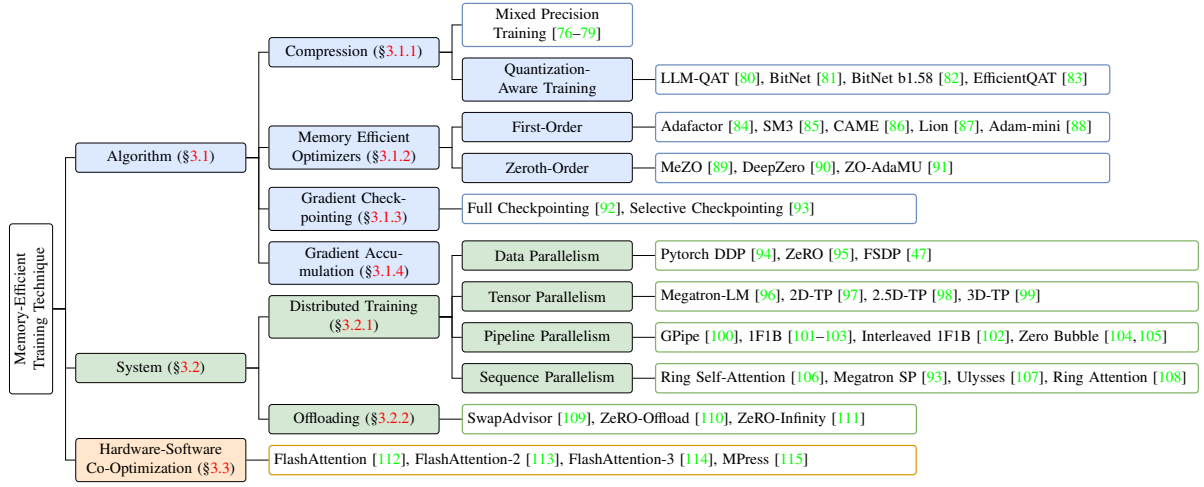 Memory-Efficient
Training Technique
Algorithm (§3.1)
Compression (§3.1.1)
Mixed Precision
Training [76–79]
Quantization-
Aware Training
LLM-QAT [80], BitNet [81], BitNet b1.58 [82], EfficientQAT [83]
Memory Efficient
Optimizers (§3.1.2)
First-Order
Adafactor [84], SM3 [85], CAME [86], Lion [87], Adam-mini [88]
Zeroth-Order
MeZO [89], DeepZero [90], ZO-AdaMU [91]
Gradient Check-
pointing (§3.1.3)
Full Checkpointing [92], Selective Checkpointing [93]
Gradient Accu-
mulation (§3.1.4)
System (§3.2)
Distributed Training
(§3.2.1)
Data Parallelism
Pytorch DDP [94], ZeRO [95], FSDP [47]
Tensor Parallelism
Megatron-LM [96], 2D-TP [97], 2.5D-TP [98], 3D-TP [99]
Pipeline Parallelism
GPipe [100], 1F1B [101–103], Interleaved 1F1B [102], Zero Bubble [104, 105]
Sequence Parallelism
Ring Self-Attention [106], Megatron SP [93], Ulysses [107], Ring Attention [108]
Offloading (§3.2.2)
SwapAdvisor [109], ZeRO-Offload [110], ZeRO-Infinity [111]
Hardware-Software
Co-Optimization (§3.3)
FlashAttention [112], FlashAttention-2 [113], FlashAttention-3 [114], MPress [115]